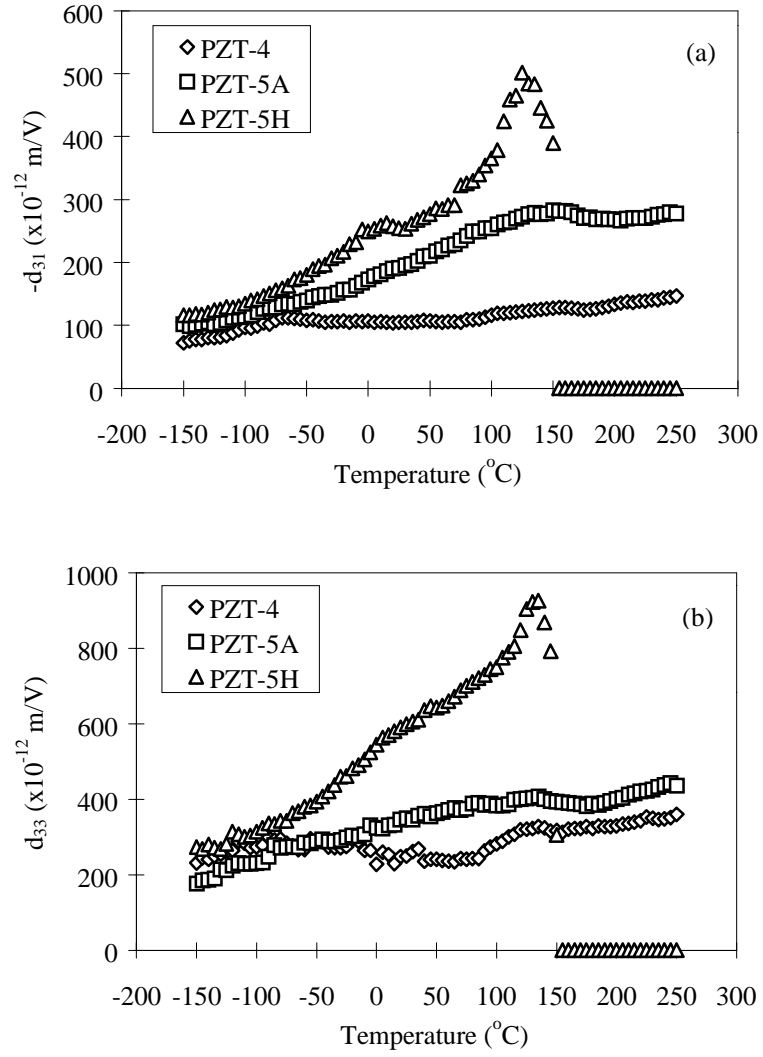 600
500
400
300
200
100
0
-d31 (x10-12 m/V)
PZT-4
PZT-5A
PZT-5H
(a)
-200 -150 -100 -50 0 50 100 150 200 250 300
Temperature (oC)
1000
800
600
400
200
0
d33 (x10-12 m/V)
PZT-4
PZT-5A
PZT-5H
(b)
-200 -150 -100 -50 0 50 100 150 200 250 300
Temperature (oC)